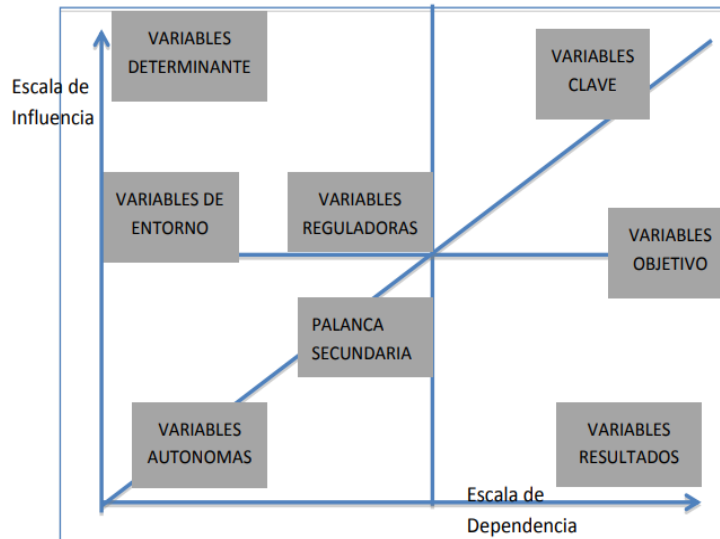 VARIABLES
DETERMINANTE
VARIABLES
CLAVE
Escala de
Influencia
VARIABLES DE
ENTORNO
VARIABLES
REGULADORAS
VARIABLES
OBJETIVO
PALANCA
SECUNDARIA
VARIABLES
AUTONOMAS
VARIABLES
RESULTADOS
Escala de
Dependencia